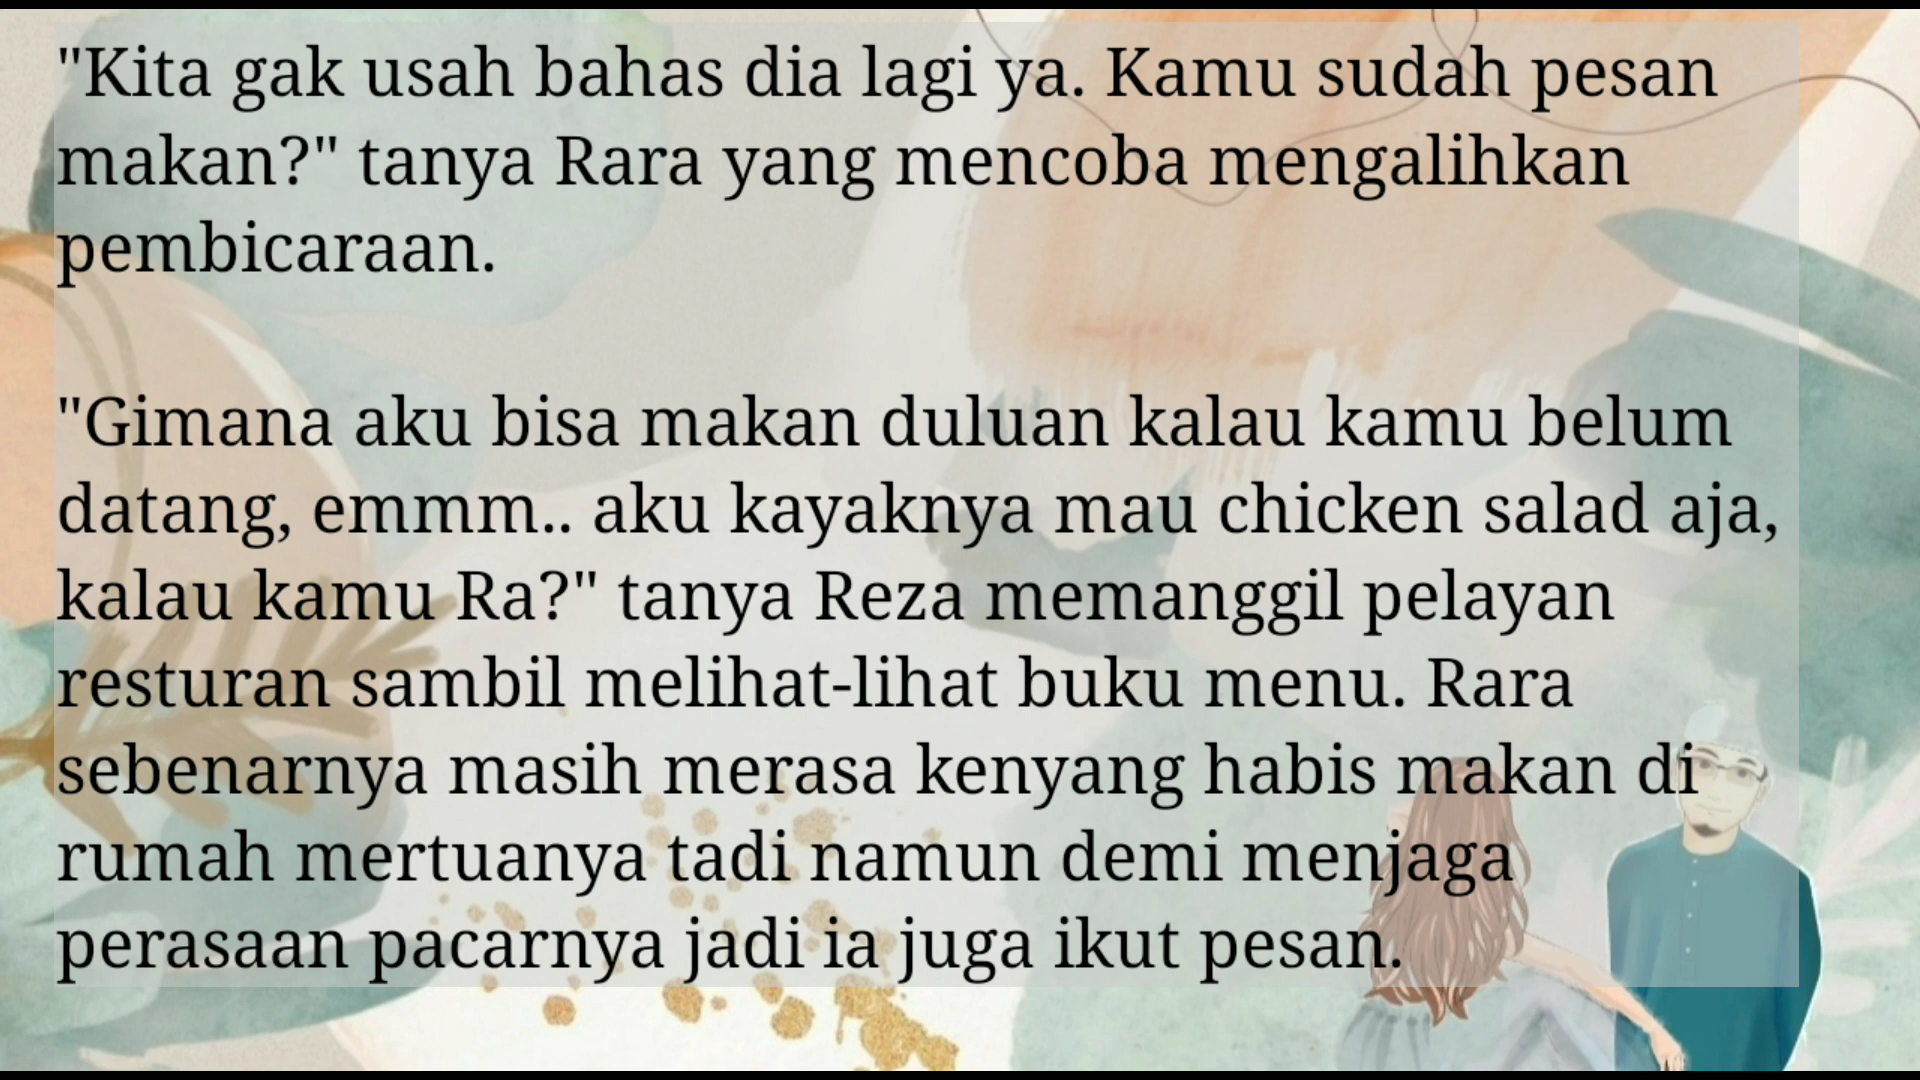 "Kita gak usah bahas dia lagi ya. Kamu sudah pesan
makan?" tanya Rara yang mencoba mengalihkan
pembicaraan.
"Gimana aku bisa makan duluan kalau kamu belum
datang, emmm.. aku kayaknya mau chicken salad aja,
kalau kamu Ra?" tanya Reza memanggil pelayan
resturan sambil melihat-lihat buku menu. Rara
sebenarnya masih merasa kenyang habis makan di
rumah mertuanya tadi namun demi menjaga
perasaan pacarnya jadi ia juga ikut pesan.